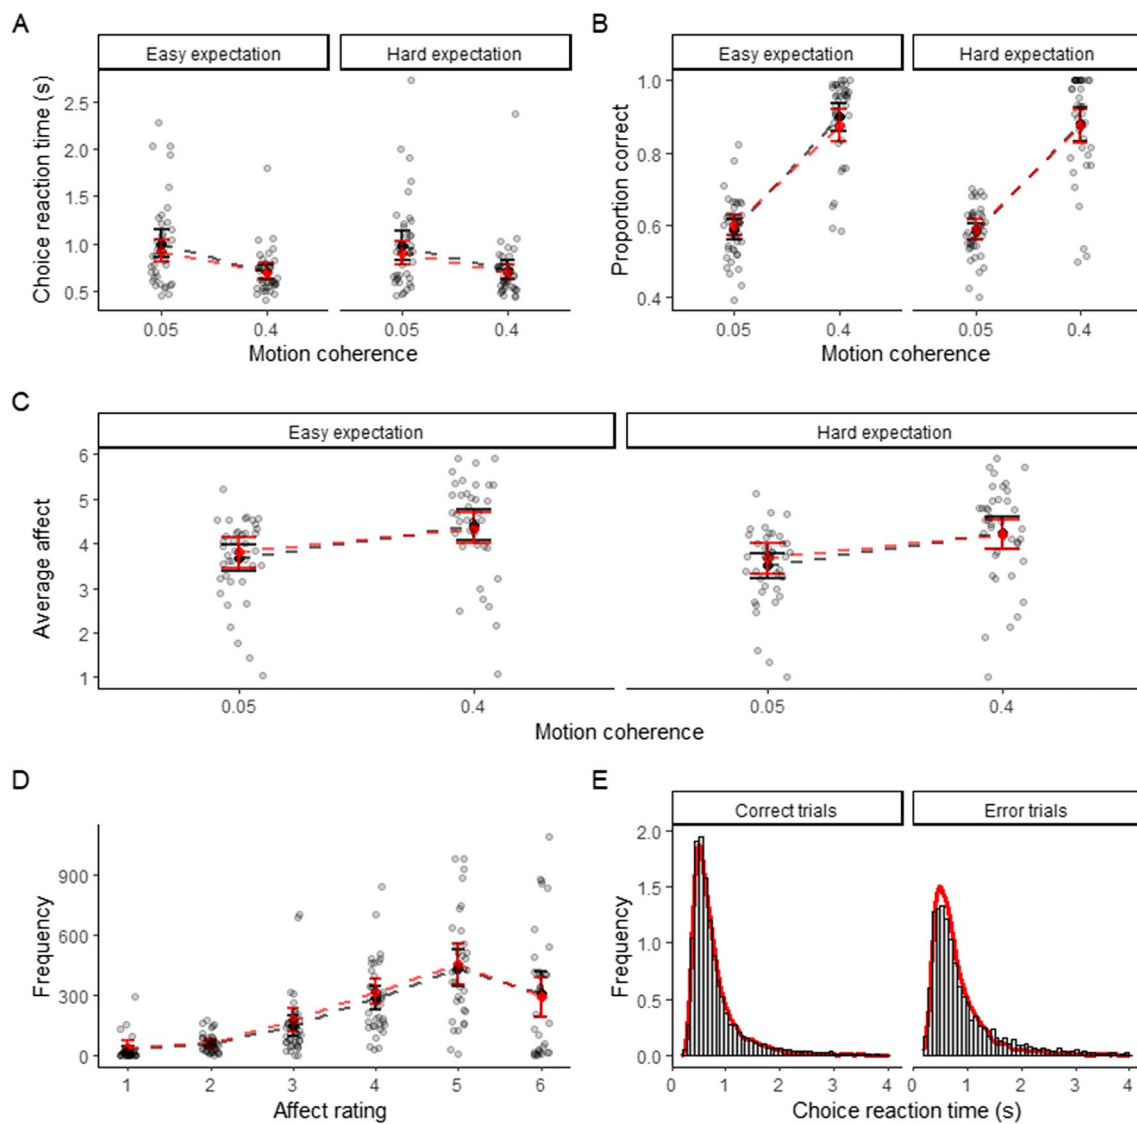 A
Easy expectation
Hard expectation
Choice reaction time (s)
2.5
2.0
1.5
1.0
0.5
0.05
0.4
0.05
0.4
Motion coherence
B
Easy expectation
Hard expectation
Proportion correct
1.0
0.8
0.6
0.4
0.05
0.4
0.05
0.4
Motion coherence
C
Easy expectation
Hard expectation
Average affect
6
5
4
3
2
1
0.05
0.4
0.05
0.4
Motion coherence
D
Frequency
900
600
300
0
1
2
3
4
5
6
Affect rating
E
Correct trials
Error trials
Frequency
2.0
1.5
1.0
0.5
0.0
0
1
2
3
4
0
1
2
3
4
Choice reaction time (s)